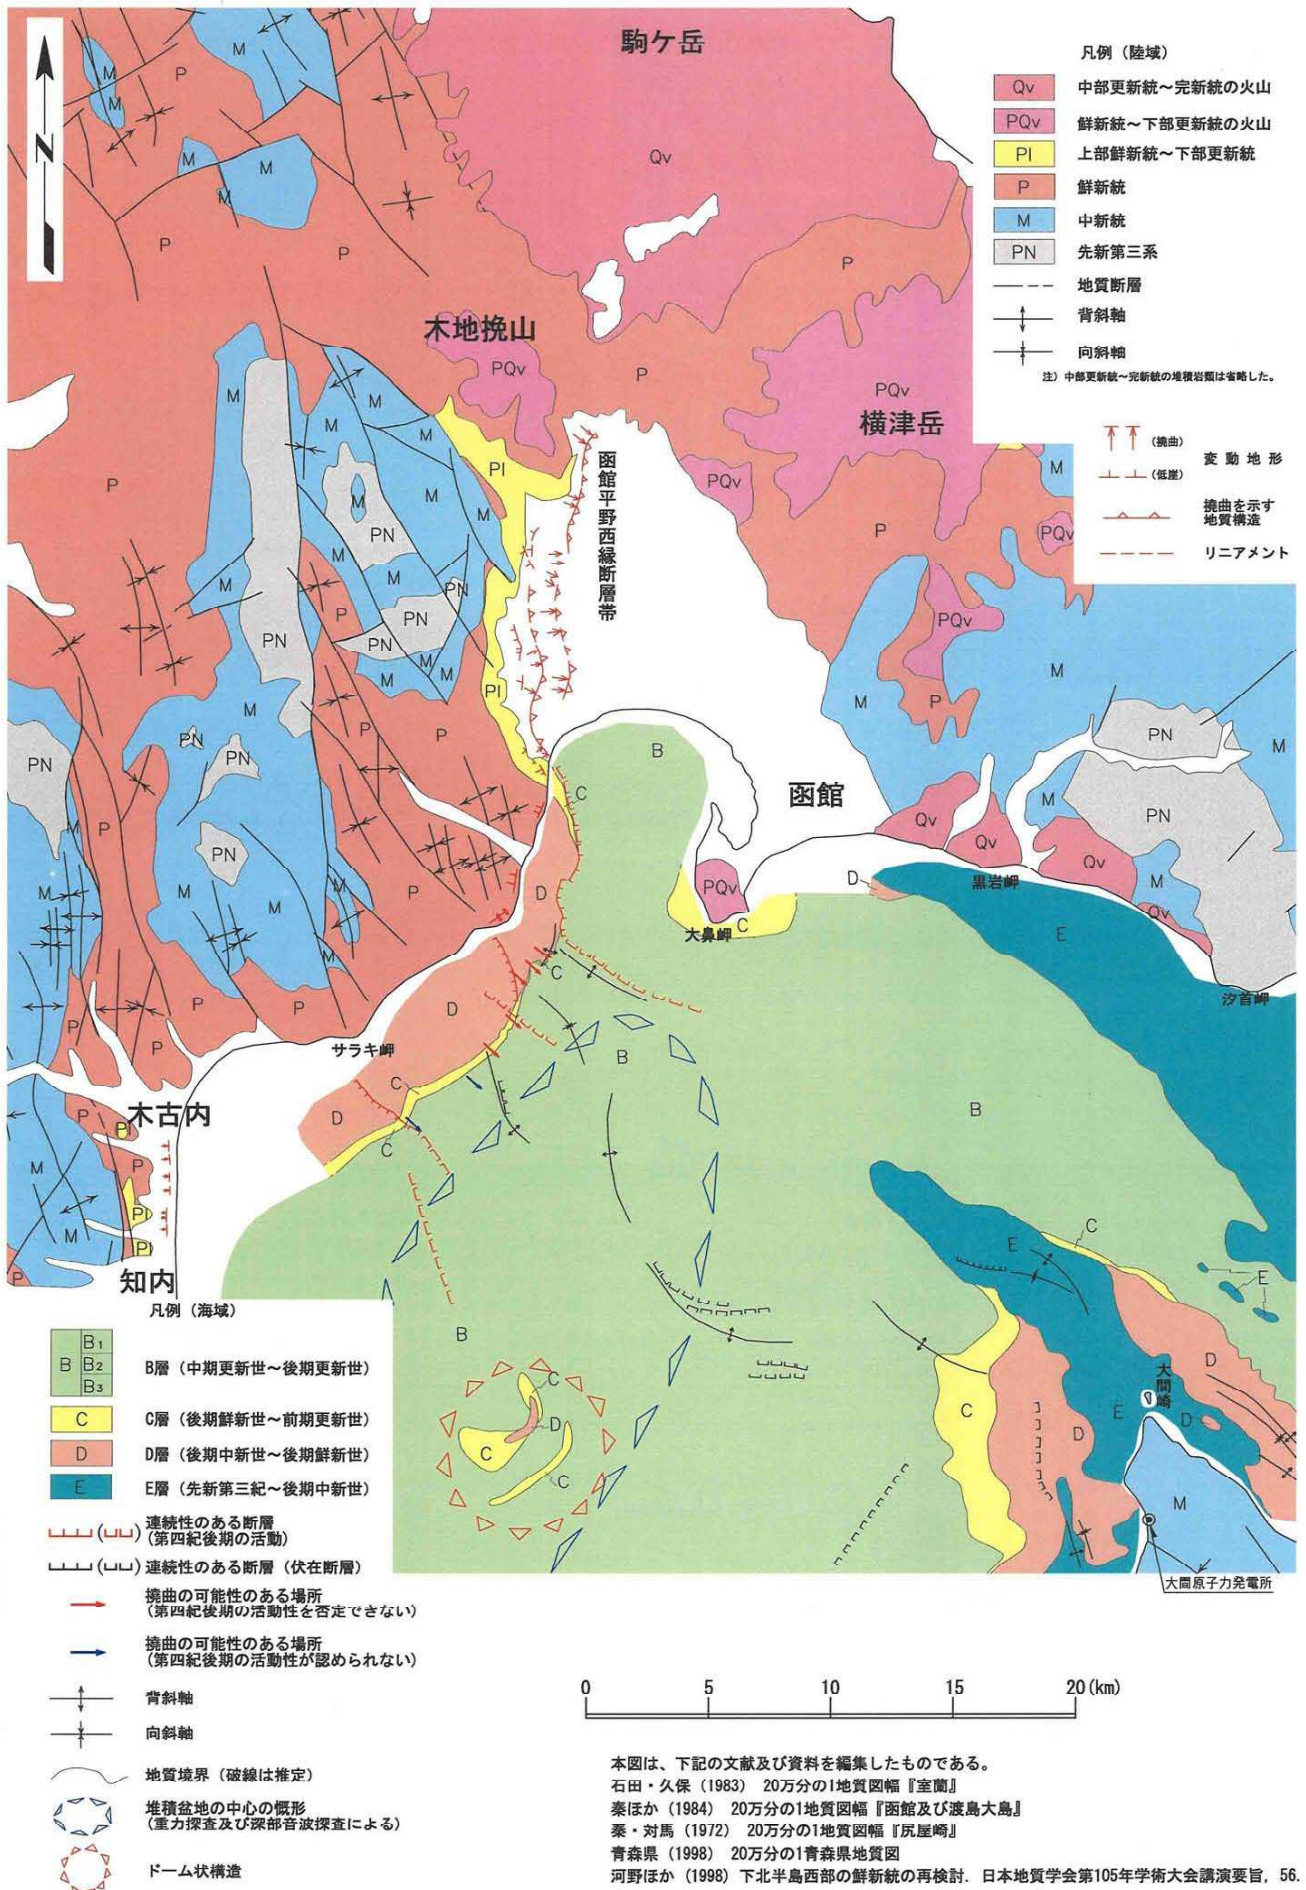 駒ケ岳
凡例（陸域）
Qv 中部更新統～完新統の火山
PQv 鮮新統～下部更新統の火山
Pl 上部鮮新統～下部更新統
P 鮮新統
M 中新統
PN 先新第三系
地質断層
背斜軸
向斜軸
注）中部更新統～完新統の堆積岩類は省略した。
（撓曲）
変動地形
（低崖）
撓曲を示す
地質構造
リニアメント
N
木地挽山
横津岳
函館平野西縁断層帯
函館
黒岩岬
大鼻岬
汐首岬
サラキ岬
木古内
知内
大間崎
大間原子力発電所
凡例（海域）
B B1 B2 B3 B層（中期更新世～後期更新世）
C C層（後期鮮新世～前期更新世）
D D層（後期中新世～後期鮮新世）
E E層（先新第三紀～後期中新世）
連続性のある断層
（第四紀後期の活動）
連続性のある断層（伏在断層）
撓曲の可能性のある場所
（第四紀後期の活動性を否定できない）
撓曲の可能性のある場所
（第四紀後期の活動性が認められない）
背斜軸
向斜軸
地質境界（破線は推定）
堆積盆地の中心の概形
（重力探査及び深部音波探査による）
ドーム状構造
0 5 10 15 20(km)
本図は、下記の文献及び資料を編集したものである。
石田・久保（1983） 20万分の1地質図幅『室蘭』
秦ほか（1984） 20万分の1地質図幅『函館及び渡島大島』
秦・対馬（1972） 20万分の1地質図幅『尻屋崎』
青森県（1998） 20万分の1青森県地質図
河野ほか（1998）下北半島西部の鮮新統の再検討．日本地質学会第105年学術大会講演要旨，56．